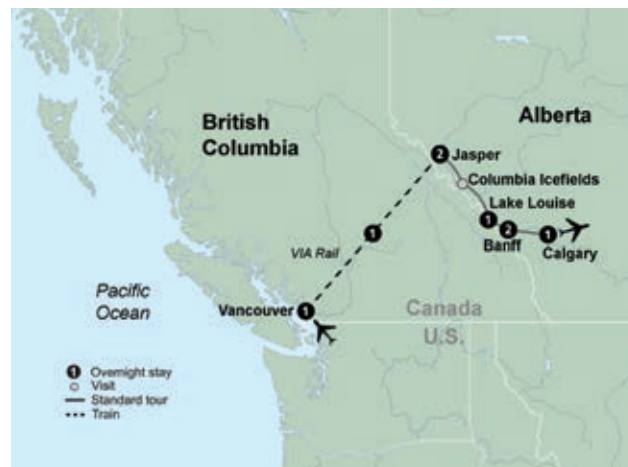 British
Columbia
Alberta
2 Jasper
Columbia Icefields
Lake Louise
1
2
Banff
1
Calgary
1
VIA Rail
Pacific
Ocean
Vancouver 1
Canada
U.S.
1 Overnight stay
Visit
Standard tour
Train